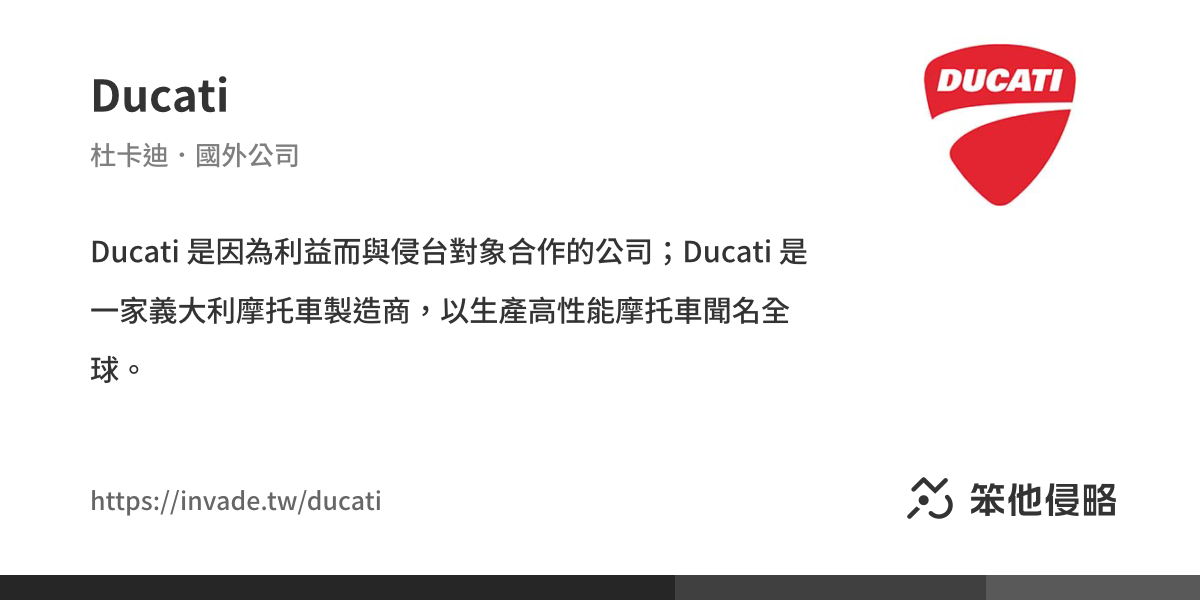 Ducati
DUCATI
杜卡迪・國外公司
Ducati 是因為利益而與侵台對象合作的公司；Ducati 是
一家義大利摩托車製造商，以生產高性能摩托車聞名全
球。
https://invade.tw/ducati
笨他侵略